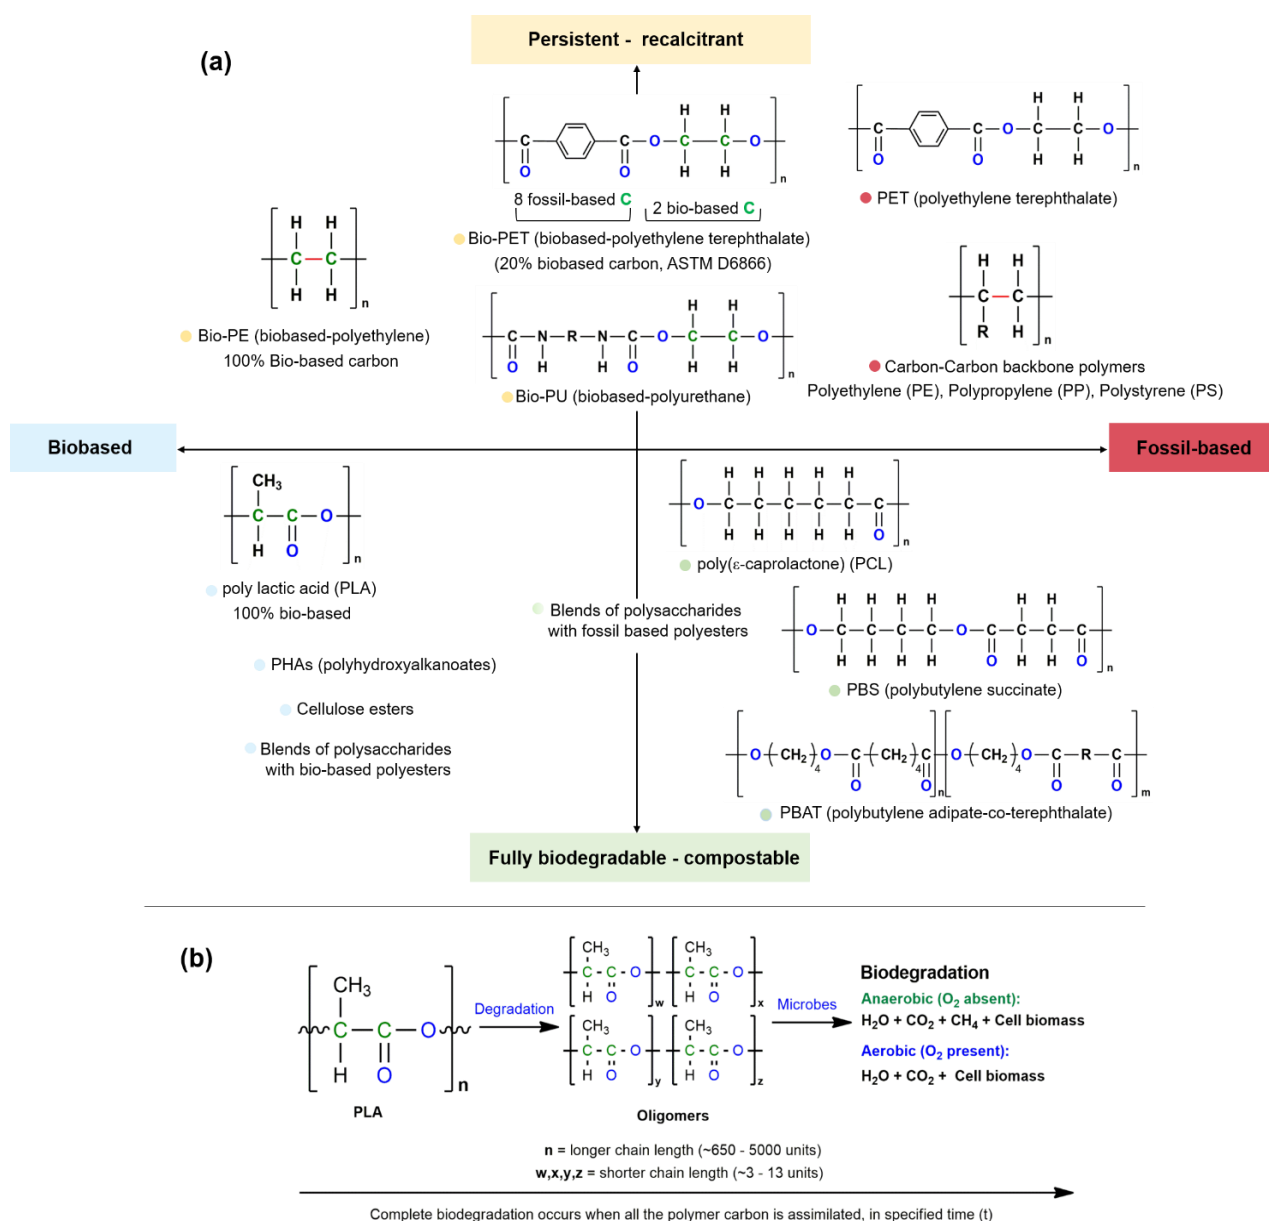 (a)
Persistent - recalcitrant
8 fossil-based C
2 bio-based C
Bio-PET (biobased-polyethylene terephthalate)
(20% biobased carbon, ASTM D6866)
PET (polyethylene terephthalate)
Bio-PE (biobased-polyethylene)
100% Bio-based carbon
Bio-PU (biobased-polyurethane)
Carbon-Carbon backbone polymers
Polyethylene (PE), Polypropylene (PP), Polystyrene (PS)
Biobased
Fossil-based
poly lactic acid (PLA)
100% bio-based
PHAs (polyhydroxyalkanoates)
Cellulose esters
Blends of polysaccharides
with bio-based polyesters
Blends of polysaccharides
with fossil based polyesters
poly(ε-caprolactone) (PCL)
PBS (polybutylene succinate)
PBAT (polybutylene adipate-co-terephthalate)
Fully biodegradable - compostable
(b)
PLA
Degradation
Oligomers
Microbes
Biodegradation
Anaerobic (O₂ absent):
H₂O + CO₂ + CH₄ + Cell biomass
Aerobic (O₂ present):
H₂O + CO₂ + Cell biomass
n = longer chain length (~650 - 5000 units)
w,x,y,z = shorter chain length (~3 - 13 units)
Complete biodegradation occurs when all the polymer carbon is assimilated, in specified time (t)